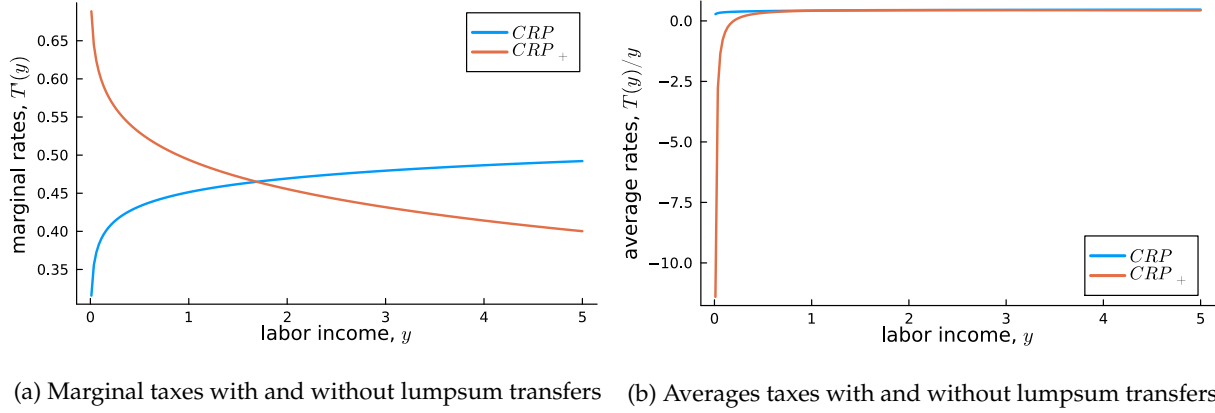 marginal rates, T'(y)
0.65
0.60
0.55
0.50
0.45
0.40
0.35
0
1
2
3
4
5
labor income, y
CRP
CRP +
average rates, T(y)/y
0.0
−2.5
−5.0
−7.5
−10.0
0
1
2
3
4
5
labor income, y
CRP
CRP +
(a) Marginal taxes with and without lumpsum transfers
(b) Averages taxes with and without lumpsum transfers